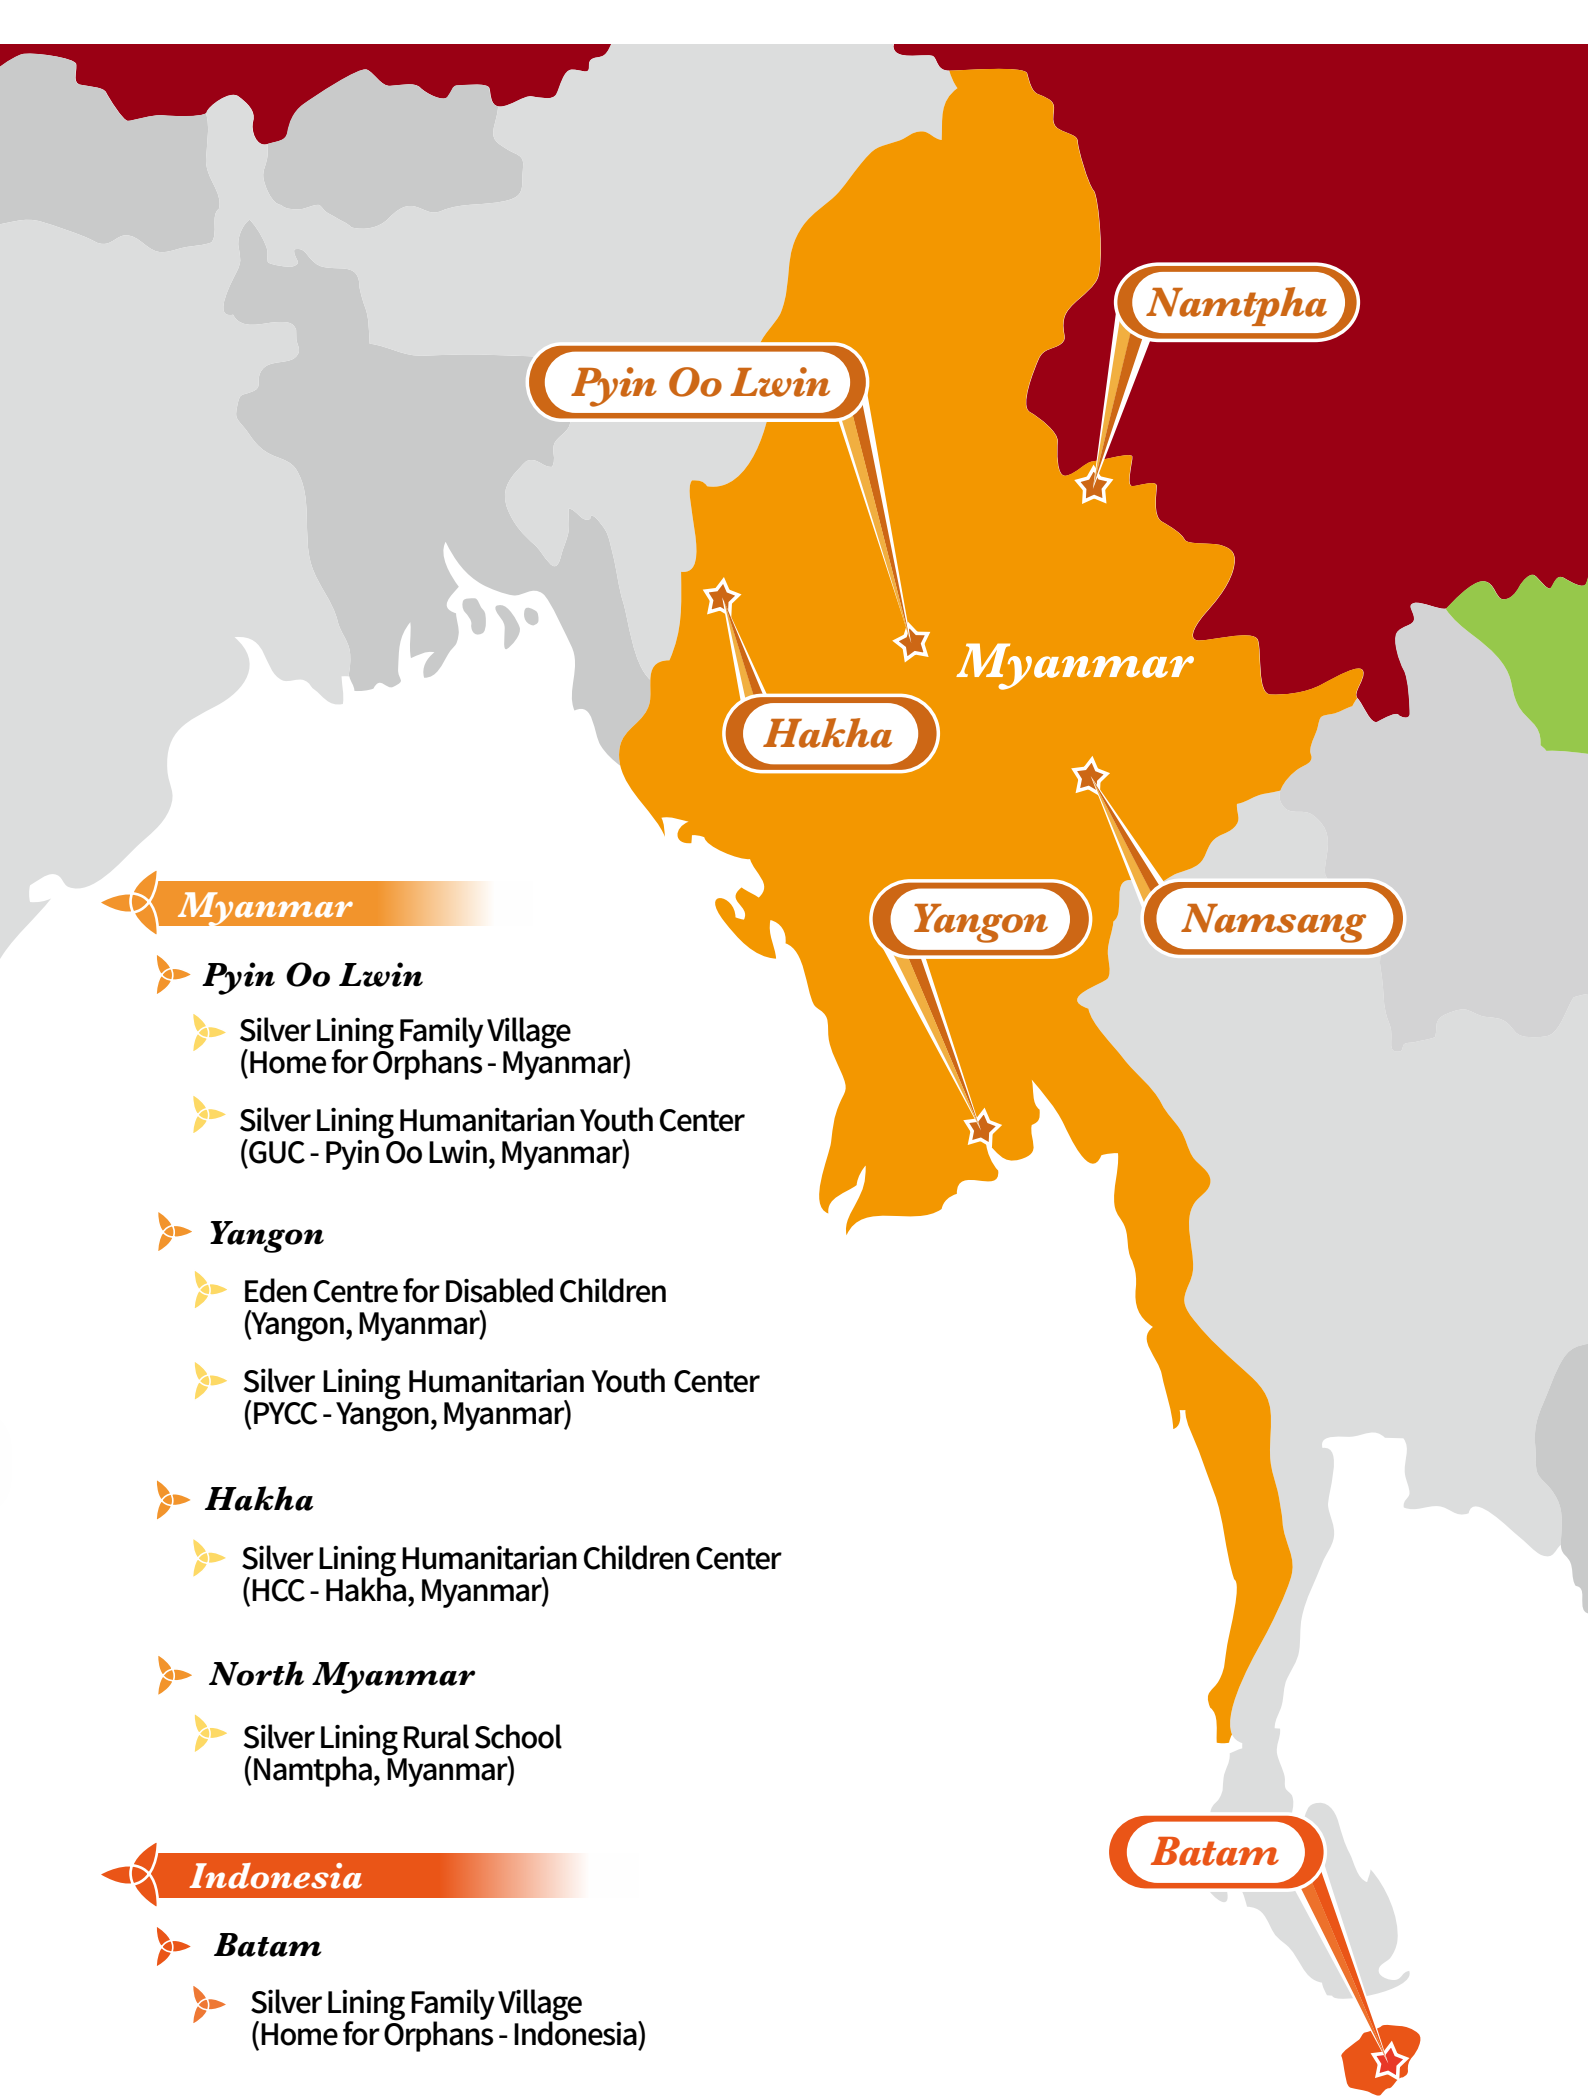 Namtpha
Pyin Oo Lwin
Myanmar
Hakha
Yangon
Namsang
Myanmar
Pyin Oo Lwin
Silver Lining Family Village
(Home for Orphans - Myanmar)
Silver Lining Humanitarian Youth Center
(GUC - Pyin Oo Lwin, Myanmar)
Yangon
Eden Centre for Disabled Children
(Yangon, Myanmar)
Silver Lining Humanitarian Youth Center
(PYCC - Yangon, Myanmar)
Hakha
Silver Lining Humanitarian Children Center
(HCC - Hakha, Myanmar)
North Myanmar
Silver Lining Rural School
(Namtpha, Myanmar)
Batam
Indonesia
Batam
Silver Lining Family Village
(Home for Orphans - Indonesia)